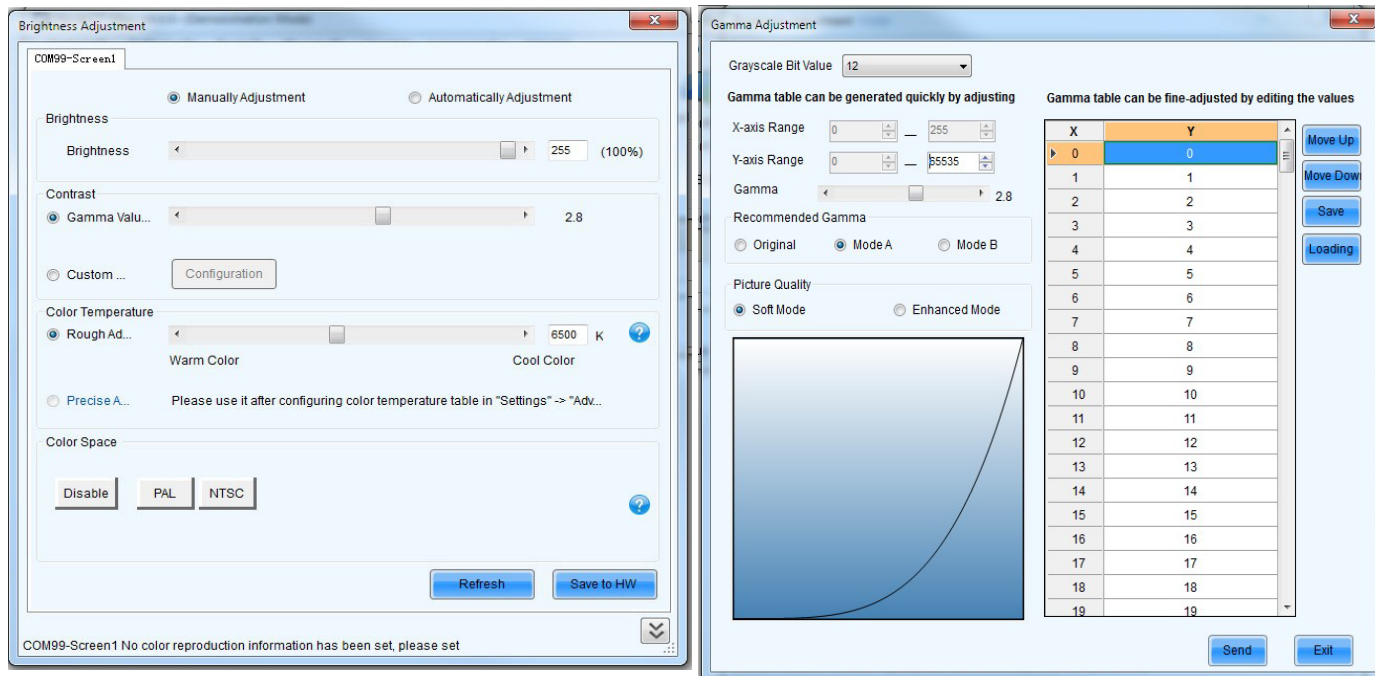 Brightness Adjustment
COM99-Screen1
Manually Adjustment Automatically Adjustment
Brightness
Brightness 255 (100%)
Contrast
Gamma Valu... 2.8
Custom ... Configuration
Color Temperature
Rough Ad... 6500 K
Warm Color Cool Color
Precise A... Please use it after configuring color temperature table in "Settings" -> "Adv...
Color Space
Disable PAL NTSC
Refresh Save to HW
COM99-Screen1 No color reproduction information has been set, please set
Gamma Adjustment
Grayscale Bit Value 12
Gamma table can be generated quickly by adjusting
X-axis Range 0 — 255
Y-axis Range 0 — 65535
Gamma 2.8
Recommended Gamma
Original Mode A Mode B
Picture Quality
Soft Mode Enhanced Mode
Gamma table can be fine-adjusted by editing the values
X Y
0 0
1 1
2 2
3 3
4 4
5 5
6 6
7 7
8 8
9 9
10 10
11 11
12 12
13 13
14 14
15 15
16 16
17 17
18 18
19 19
Move Up
Move Dow
Save
Loading
Send Exit